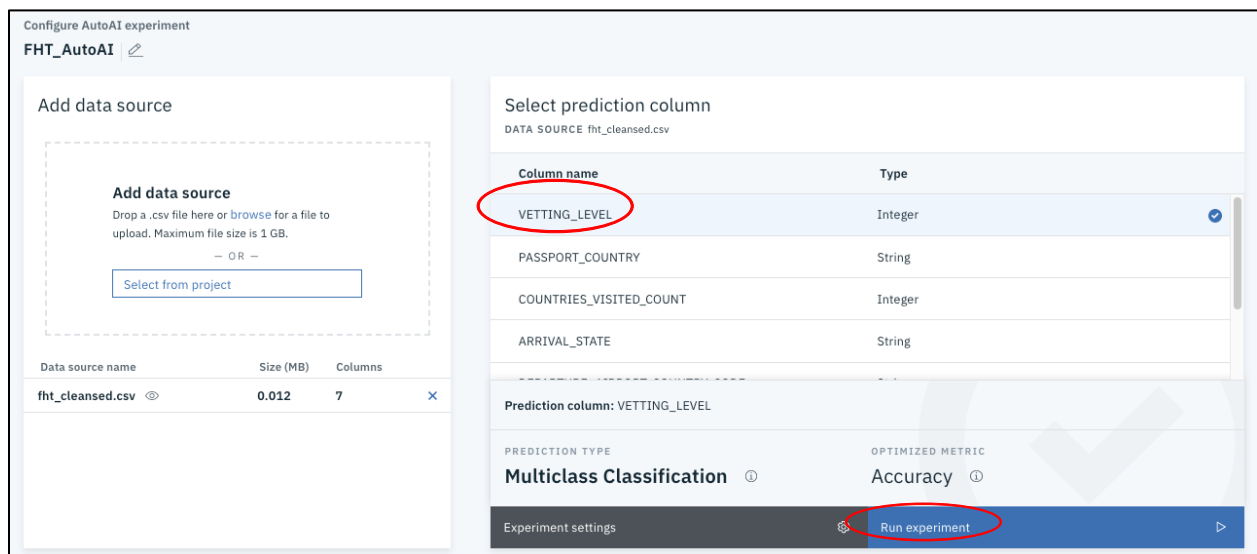 Configure AutoAI experiment
FHT_AutoAI
Add data source
Add data source
Drop a .csv file here or browse for a file to
upload. Maximum file size is 1 GB.
— OR —
Select from project
Data source name Size (MB) Columns
fht_cleansed.csv 0.012 7
Select prediction column
DATA SOURCE fht_cleansed.csv
Column name Type
VETTING_LEVEL Integer
PASSPORT_COUNTRY String
COUNTRIES_VISITED_COUNT Integer
ARRIVAL_STATE String
Prediction column: VETTING_LEVEL
PREDICTION TYPE OPTIMIZED METRIC
Multiclass Classification Accuracy
Experiment settings Run experiment